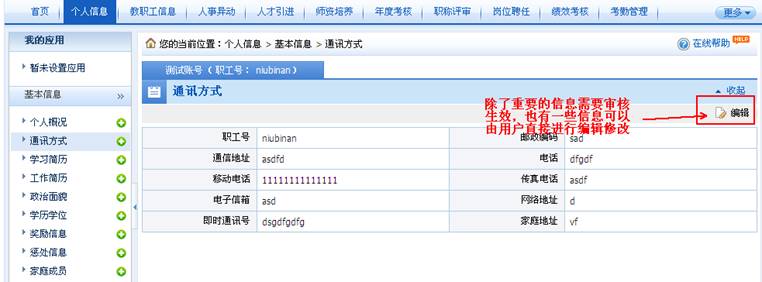 首页 个人信息 教职工信息 人事异动 人才引进 师资培养 年度考核 职称评审 岗位聘任 绩效考核 考勤管理 更多
我的应用
暂未设置应用
基本信息 »
个人概况
通讯方式
学习简历
工作简历
政治面貌
学历学位
奖励信息
惩处信息
家庭成员
您的当前位置：个人信息 > 基本信息 > 通讯方式
在线帮助 HELP
测试账号（职工号： niubinan）
通讯方式
收起
编辑
除了重要的信息需要审核
生效，也有一些信息可以
由用户直接进行编辑修改
职工号 niubinan 邮政编码 sad
通信地址 asdfd 电话 dfgdf
移动电话 11111111111111 传真电话 asdf
电子信箱 asd 网络地址 d
即时通讯号 dsgdfgdfg 家庭地址 vf